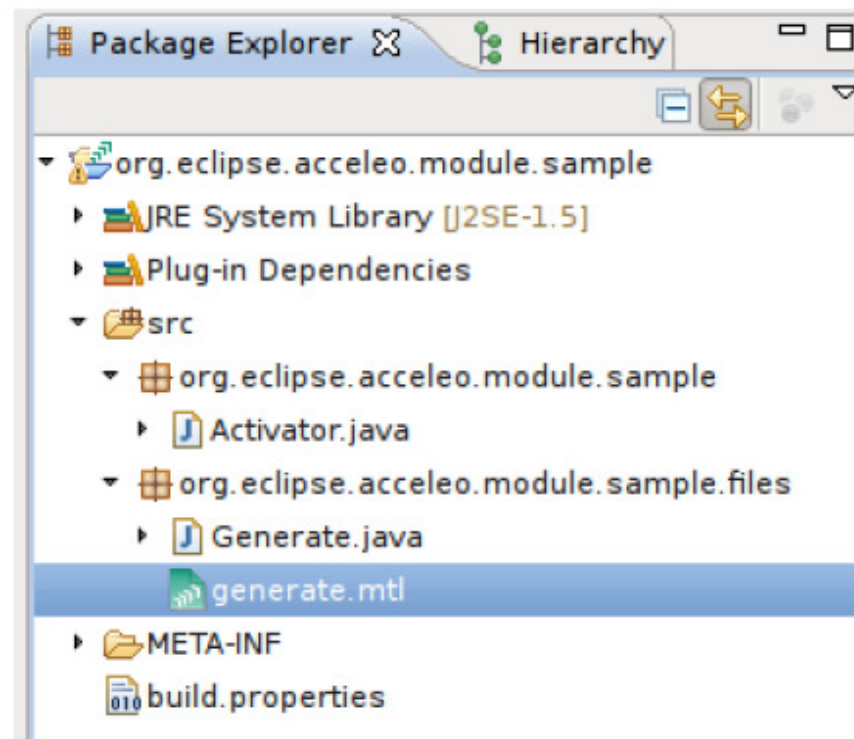 Package Explorer Hierarchy
org.eclipse.acceleo.module.sample
JRE System Library [J2SE-1.5]
Plug-in Dependencies
src
org.eclipse.acceleo.module.sample
Activator.java
org.eclipse.acceleo.module.sample.files
Generate.java
generate.mtl
META-INF
build.properties